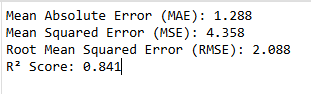 Mean Absolute Error (MAE): 1.288
Mean Squared Error (MSE): 4.358
Root Mean Squared Error (RMSE): 2.088
R² Score: 0.841